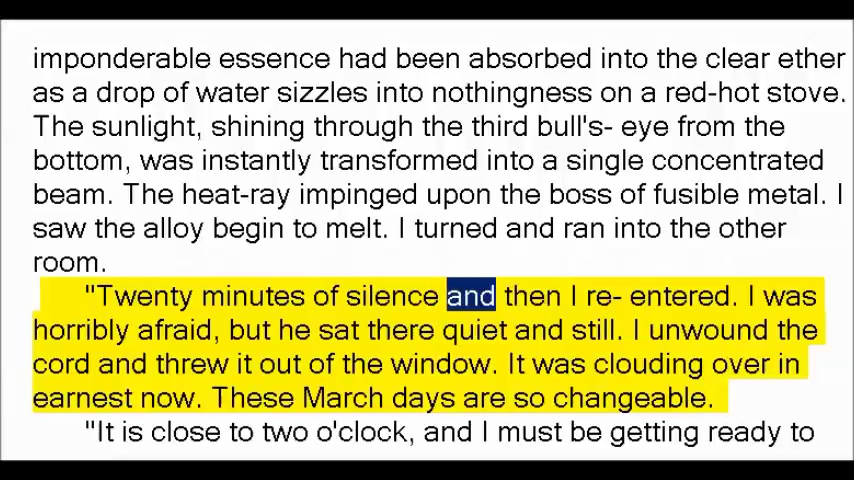 imponderable essence had been absorbed into the clear ether
as a drop of water sizzles into nothingness on a red-hot stove.
The sunlight, shining through the third bull's- eye from the
bottom, was instantly transformed into a single concentrated
beam. The heat-ray impinged upon the boss of fusible metal. I
saw the alloy begin to melt. I turned and ran into the other
room.
"Twenty minutes of silence and then I re- entered. I was
horribly afraid, but he sat there quiet and still. I unwound the
cord and threw it out of the window. It was clouding over in
earnest now. These March days are so changeable.
"It is close to two o'clock, and I must be getting ready to